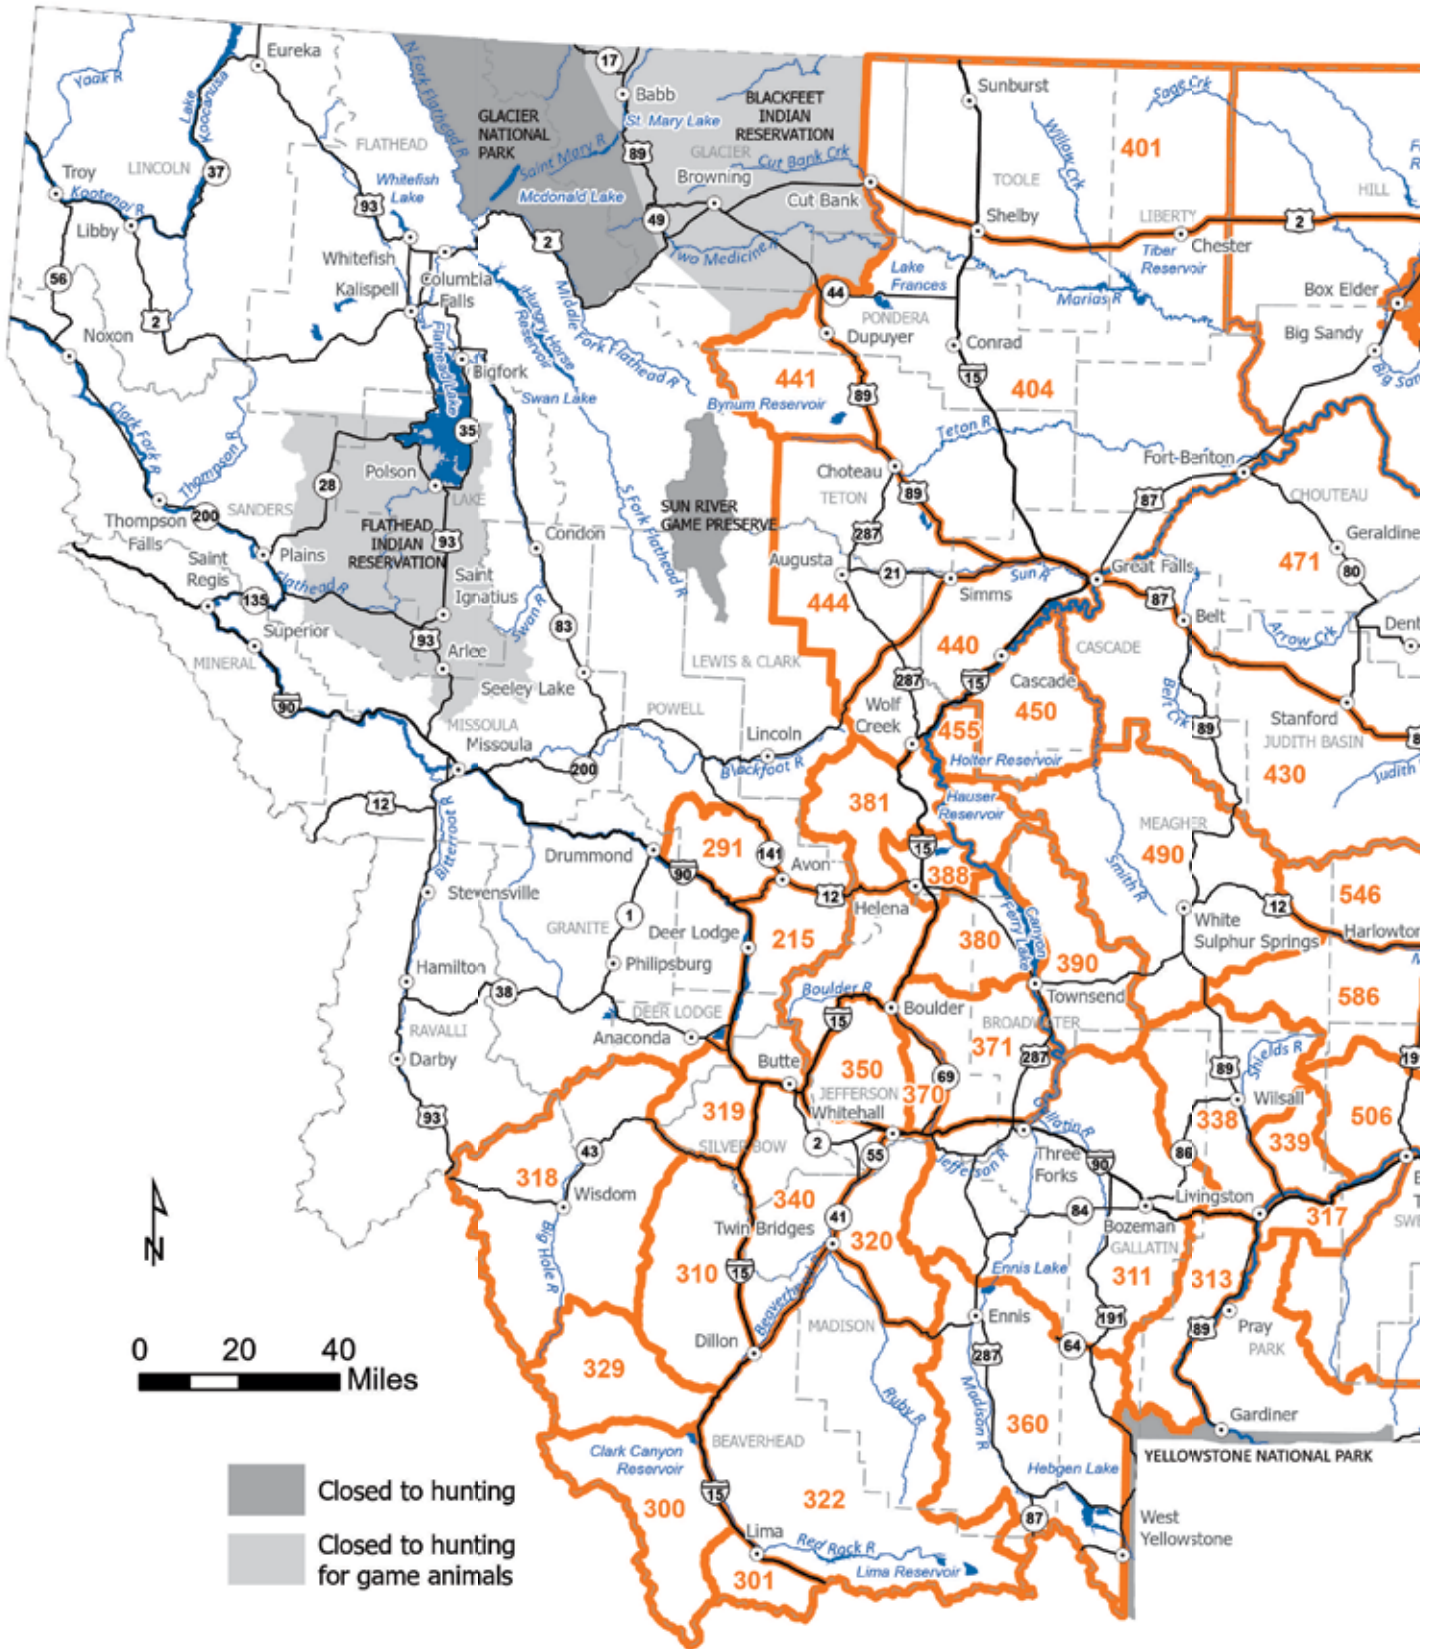 Eureka
17
Babb
Sunburst
Yaak R
Lake
Koocanusa
N Fork Flathead R
GLACIER
NATIONAL
PARK
BLACKFEET
INDIAN
RESERVATION
St. Mary Lake
Sage Crk
Willow Crk
401
FLATHEAD
Saint Mary R
89
GLACIER
Cut Bank Crk
Troy
LINCOLN
37
Whitefish
Lake
Mcdonald Lake
Browning
Cut Bank
TOOLE
HILL
Kootenai R
Libby
93
49
Shelby
LIBERTY
2
Chester
2
Two Medicine R
Whitefish
Columbia
Falls
Lake
Frances
Tiber
Reservoir
56
Kalispell
Hungry Horse
Reservoir
Middle Fork Flathead R
44
PONDERA
Marias R
Box Elder
2
Noxon
Dupuyer
Conrad
Big Sandy
Flathead Lake
Bigfork
441
15
404
Swan Lake
Bynum Reservoir
89
Clark Fork R
35
Thompson R
Teton R
Polson
Choteau
Fort Benton
28
LAKE
TETON
89
87
CHOUTEAU
200
SANDERS
S Fork Flathead R
SUN RIVER
GAME PRESERVE
Thompson
Falls
FLATHEAD
INDIAN
RESERVATION
93
Condon
287
Geraldine
Saint
Regis
Plains
Augusta
471
Flathead R
Saint
Ignatius
21
Sun R
Great Falls
80
135
Simms
87
Belt
444
Swan R
83
Arrow Crk
Superior
93
Arlee
440
CASCADE
MINERAL
LEWIS & CLARK
Seeley Lake
287
15
Cascade
Belt Crk
90
Wolf
Creek
450
POWELL
455
Stanford
MISSOULA
Missoula
Lincoln
89
JUDITH BASIN
Blackfoot R
Holter Reservoir
430
Judith
200
12
381
Hauser
Reservoir
Bitterroot R
MEAGHER
291
141
15
490
Drummond
Avon
388
Smith R
90
546
Stevensville
12
Helena
12
1
Canyon
Ferry Lake
White
Sulphur Springs
GRANITE
Deer Lodge
215
380
390
Philipsburg
Hamilton
38
Boulder R
Townsend
586
DEER LODGE
Boulder
BROADWATER
RAVALLI
15
Anaconda
371
Shields R
Darby
Butte
350
287
69
89
JEFFERSON
370
Wilsall
93
319
Whitehall
Gallatin R
338
506
SILVER BOW
2
339
43
55
Jefferson R
Three
Forks
90
86
318
Wisdom
340
Livingston
84
Twin Bridges
41
317
Bozeman
Big Hole R
320
GALLATIN
N
310
15
Ennis Lake
311
313
Beaverhead R
MADISON
Ennis
191
Pray
Dillon
89
PARK
0 20 40
Miles
329
287
64
Ruby R
Madison R
360
Gardiner
BEAVERHEAD
YELLOWSTONE NATIONAL PARK
Clark Canyon
Reservoir
Hebgen Lake
Closed to hunting
15
300
322
87
West
Yellowstone
Lima
Closed to hunting
for game animals
Red Rock R
301
Lima Reservoir